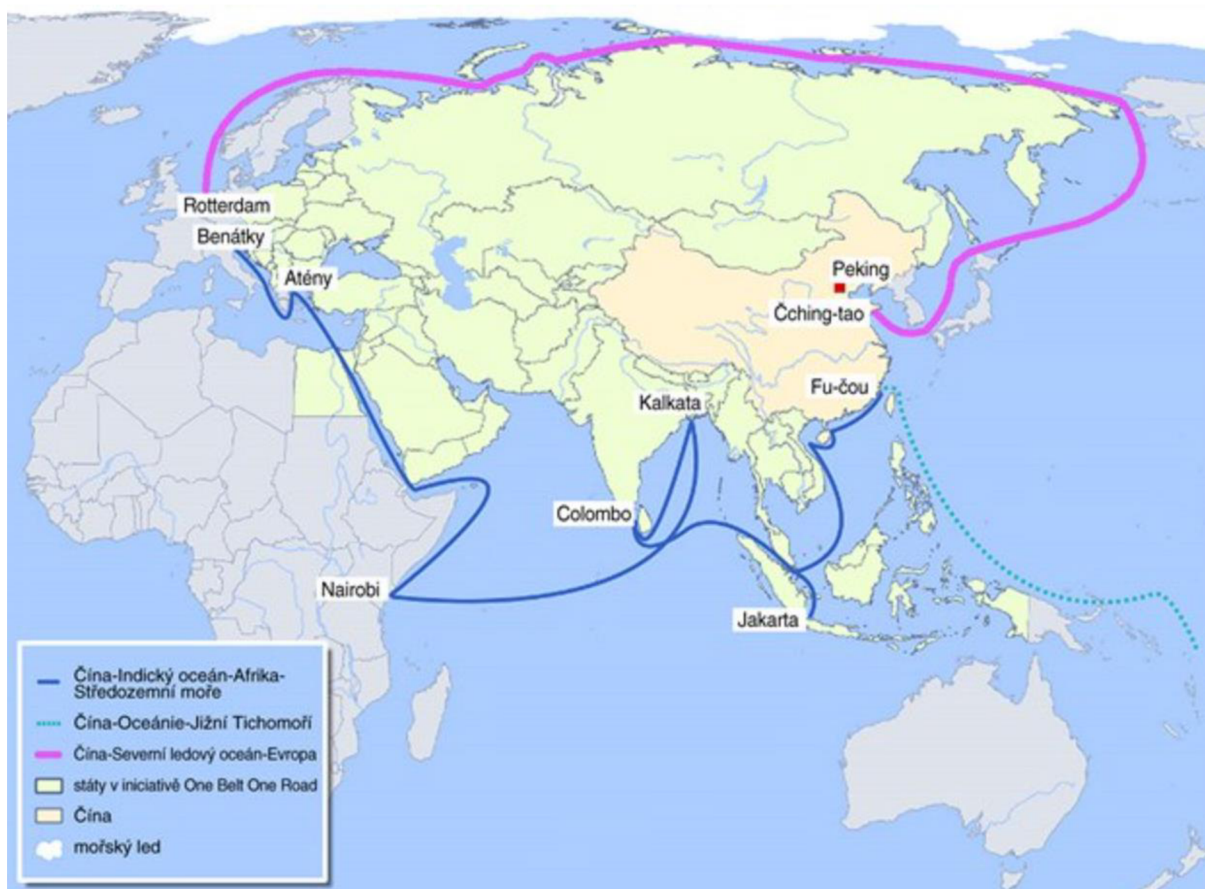 Rotterdam
Benátky
Atény
Peking
Čching-tao
Fu-čou
Kalkata
Colombo
Nairobi
Jakarta
Čína-Indický oceán-Afrika-
Středozemní moře
Čína-Oceánie-Jižní Tichomoří
Čína-Severní ledový oceán-Evropa
státy v iniciativě One Belt One Road
Čína
mořský led